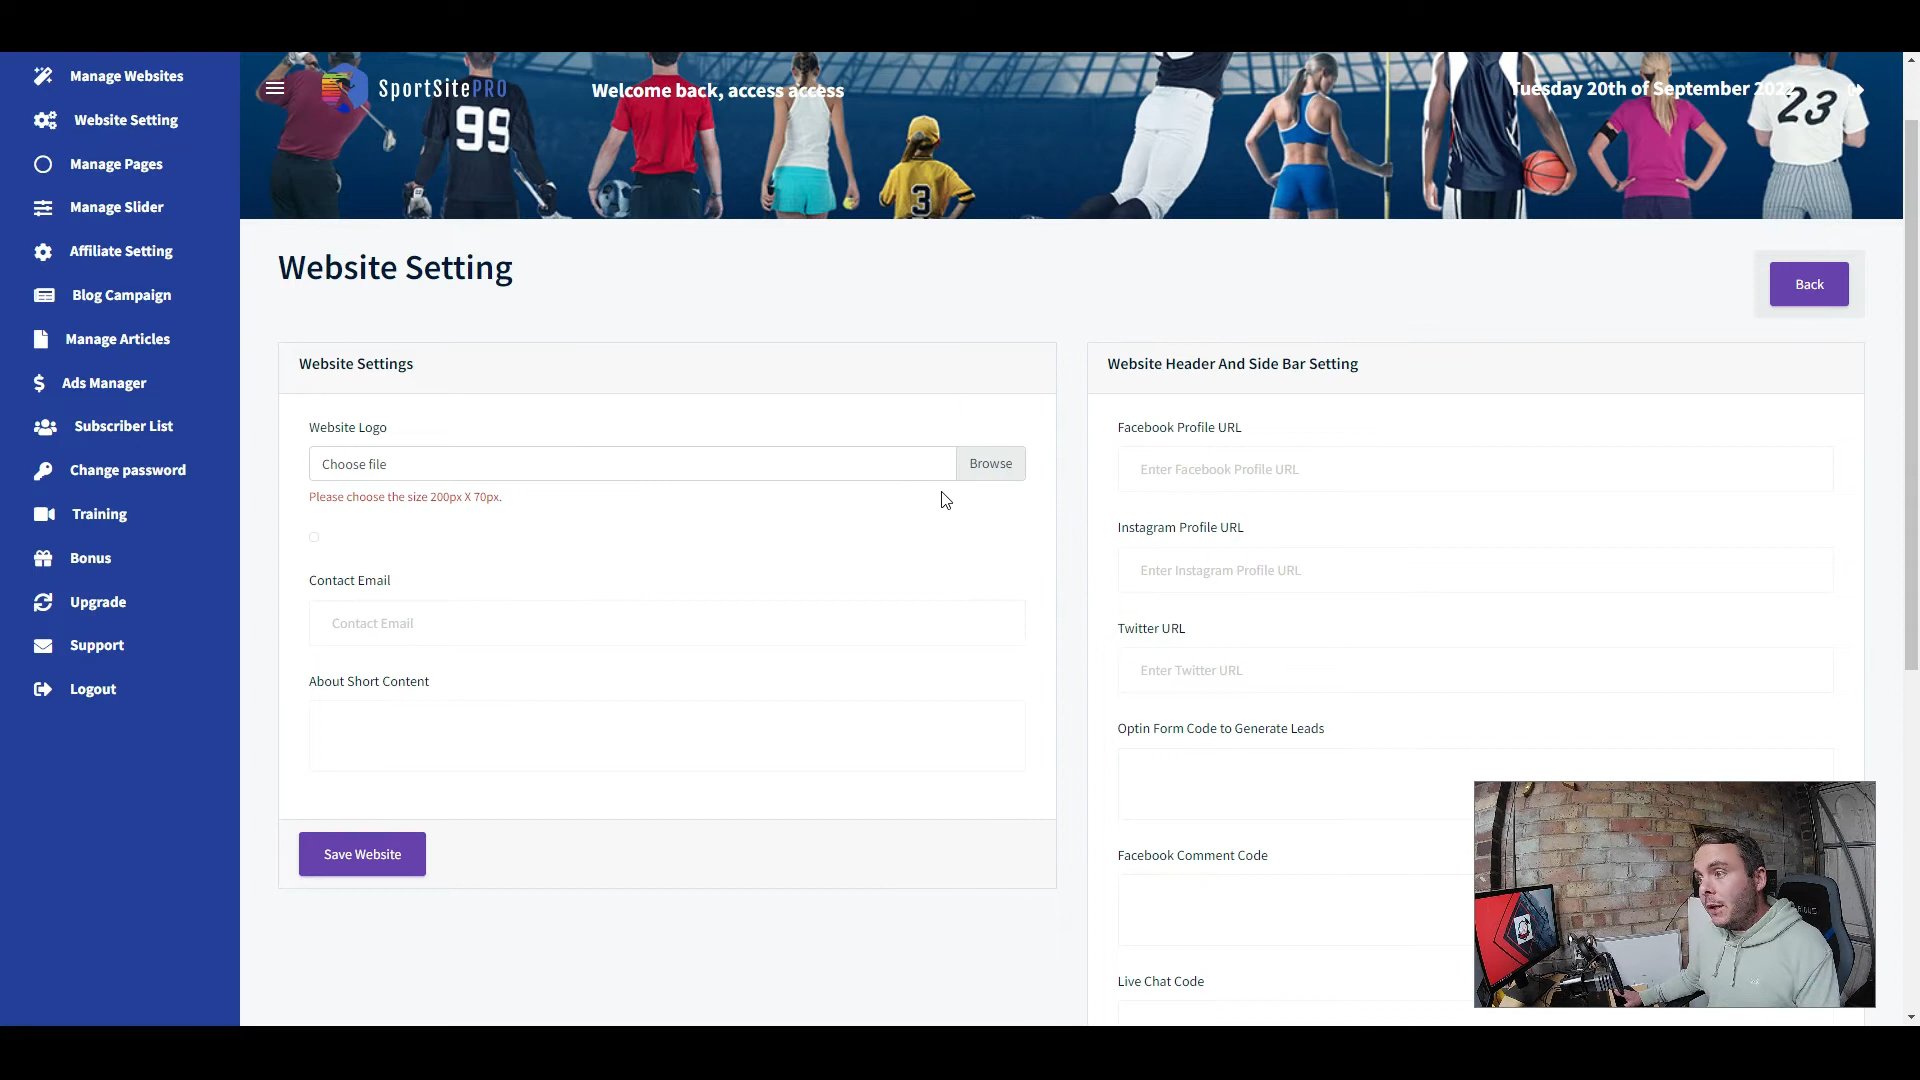 Manage Websites
Website Setting
Manage Pages
Manage Slider
Affiliate Setting
Blog Campaign
Manage Articles
Ads Manager
Subscriber List
Change password
Training
Bonus
Upgrade
Support
Logout
SportSitePRO
Welcome back, access access
Tuesday 20th of September 2022
99
3
23
Website Setting
Back
Website Settings
Website Logo
Choose file
Browse
Please choose the size 200px X 70px.
Contact Email
Contact Email
About Short Content
Save Website
Website Header And Side Bar Setting
Facebook Profile URL
Enter Facebook Profile URL
Instagram Profile URL
Enter Instagram Profile URL
Twitter URL
Enter Twitter URL
Optin Form Code to Generate Leads
Facebook Comment Code
Live Chat Code